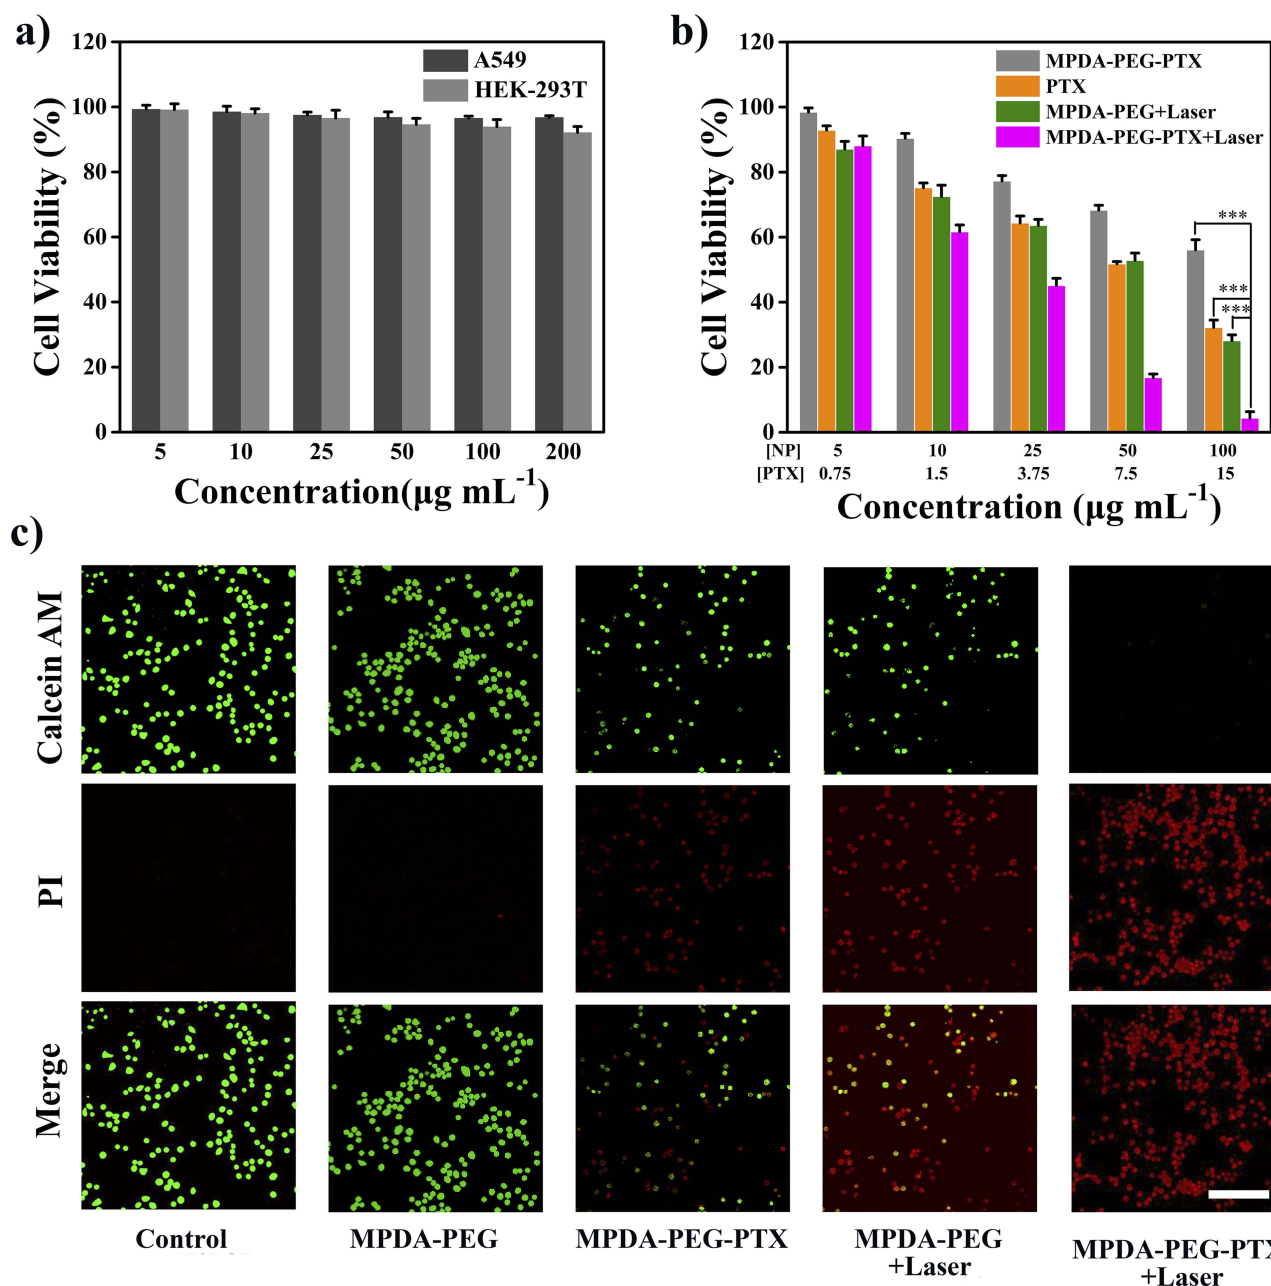 a)
120
100
80
60
40
20
0
Cell Viability (%)
A549
HEK-293T
5 10 25 50 100 200
Concentration(μg mL-1)
b)
120
100
80
60
40
20
0
Cell Viability (%)
MPDA-PEG-PTX
PTX
MPDA-PEG+Laser
MPDA-PEG-PTX+Laser
***
***
***
[NP] 5 10 25 50 100
[PTX] 0.75 1.5 3.75 7.5 15
Concentration (μg mL-1)
c)
Calcein AM
PI
Merge
Control
MPDA-PEG
MPDA-PEG-PTX
MPDA-PEG
+Laser
MPDA-PEG-PTX
+Laser